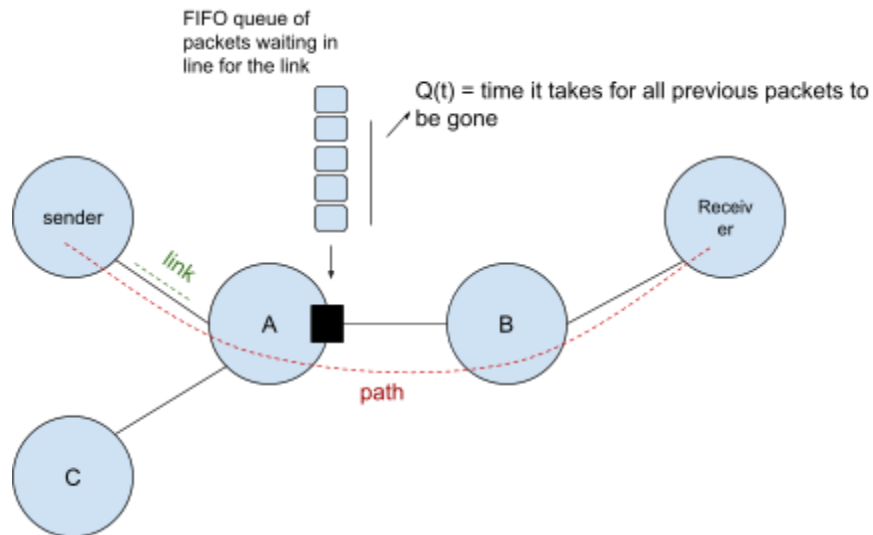 FIFO queue of
packets waiting in
line for the link
Q(t) = time it takes for all previous packets to
be gone
sender
Receiv
er
link
A
B
path
C